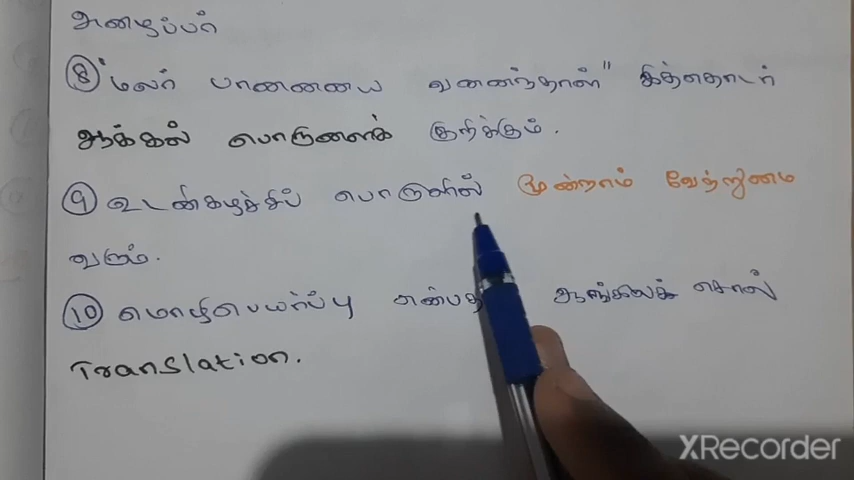 அழைப்பர்
⑧ "மலர் பானையை வனைந்தாள்" இத்தொடர்
ஆக்கல் பொருளைக் குறிக்கும்.
⑨ உடனிகழ்ச்சிப் பொருளில் மூன்றாம் வேற்றுமை
வரும்.
⑩ மொழிபெயர்ப்பு ஆங்கிலச் சொல்
Translation.
XRecorder